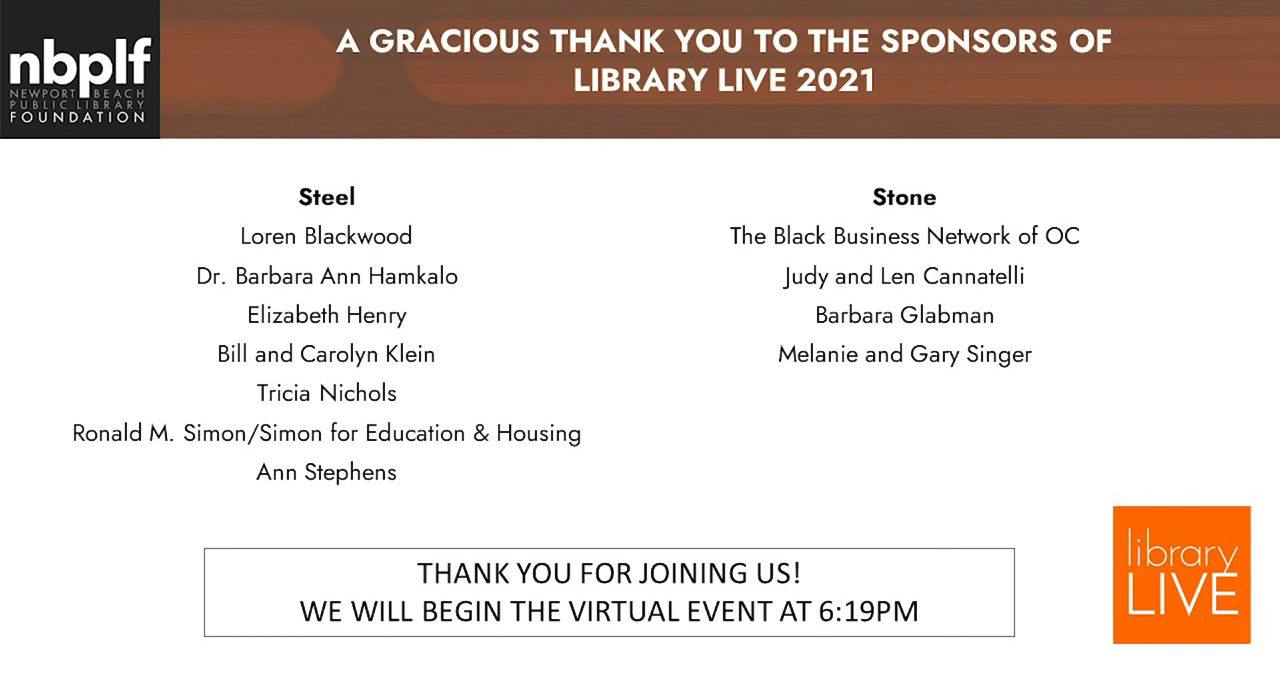 nbplf
NEWPORT BEACH
PUBLIC LIBRARY
FOUNDATION
A GRACIOUS THANK YOU TO THE SPONSORS OF
LIBRARY LIVE 2021
Steel
Loren Blackwood
Dr. Barbara Ann Hamkalo
Elizabeth Henry
Bill and Carolyn Klein
Tricia Nichols
Ronald M. Simon/Simon for Education & Housing
Ann Stephens
Stone
The Black Business Network of OC
Judy and Len Cannatelli
Barbara Glabman
Melanie and Gary Singer
THANK YOU FOR JOINING US!
WE WILL BEGIN THE VIRTUAL EVENT AT 6:19PM
library
LIVE